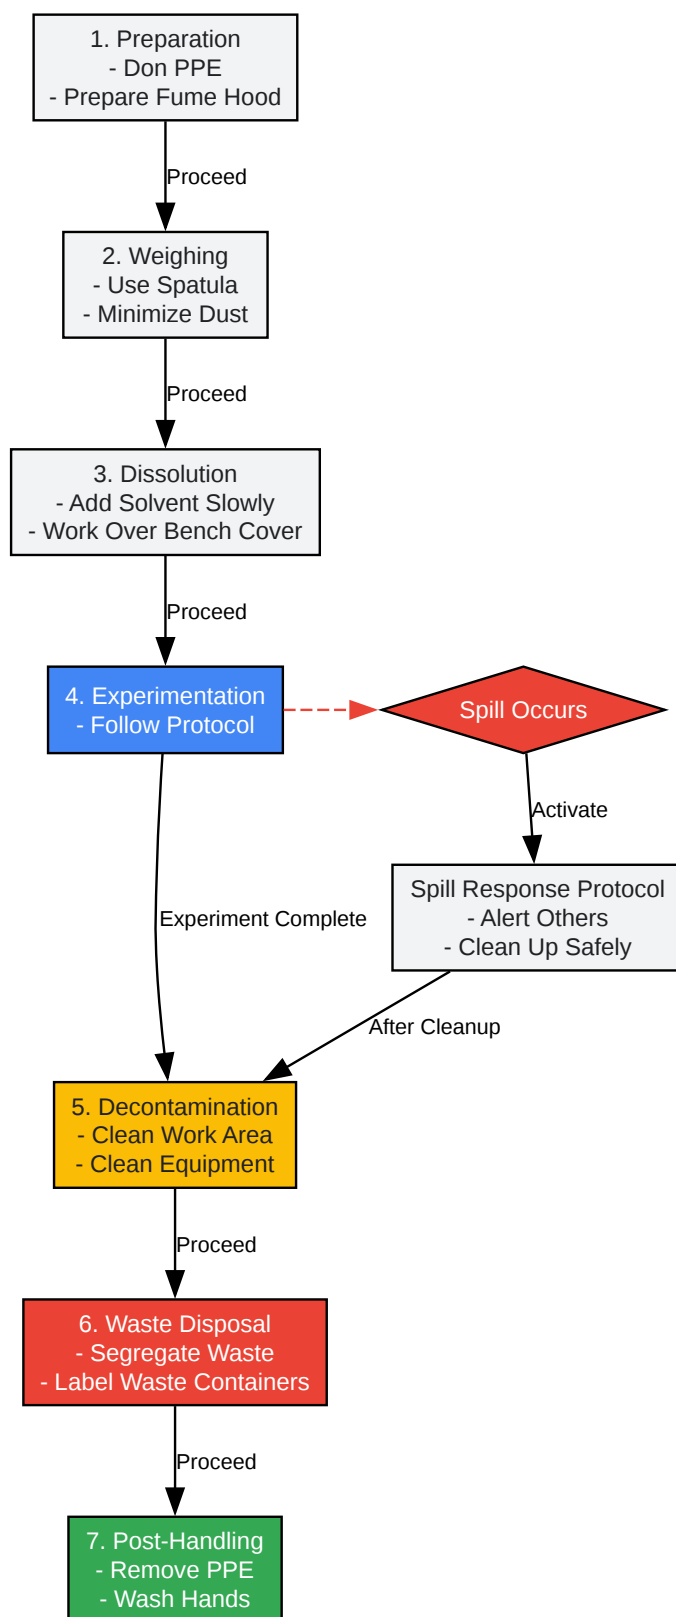 1. Preparation
- Don PPE
- Prepare Fume Hood
Proceed
2. Weighing
- Use Spatula
- Minimize Dust
Proceed
3. Dissolution
- Add Solvent Slowly
- Work Over Bench Cover
Proceed
4. Experimentation
- Follow Protocol
Spill Occurs
Activate
Spill Response Protocol
- Alert Others
- Clean Up Safely
Experiment Complete
After Cleanup
5. Decontamination
- Clean Work Area
- Clean Equipment
Proceed
6. Waste Disposal
- Segregate Waste
- Label Waste Containers
Proceed
7. Post-Handling
- Remove PPE
- Wash Hands